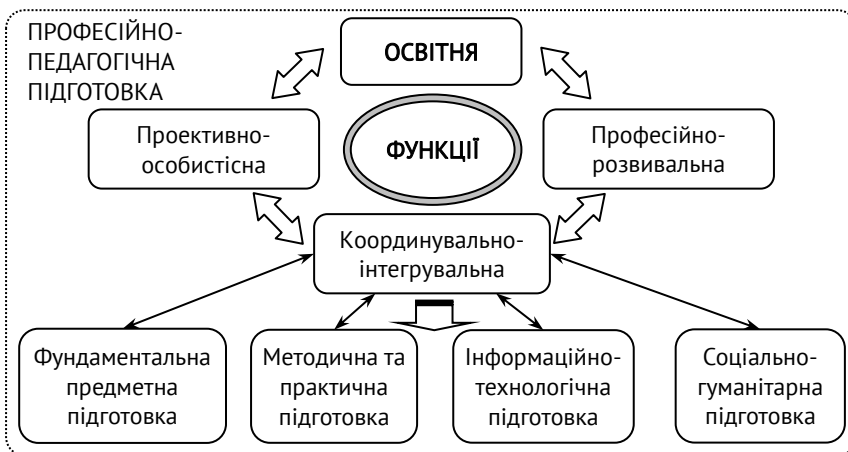 ПРОФЕСІЙНО-
ПЕДАГОГІЧНА
ПІДГОТОВКА
ОСВІТНЯ
Проективно-
особистісна
ФУНКЦІЇ
Професійно-
розвивальна
Координувально-
інтегрувальна
Фундаментальна
предметна
підготовка
Методична та
практична
підготовка
Інформаційно-
технологічна
підготовка
Соціально-
гуманітарна
підготовка